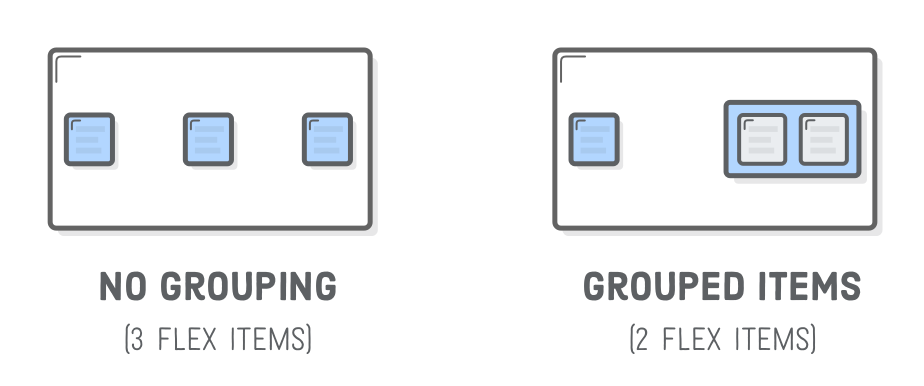 NO GROUPING
(3 FLEX ITEMS)
GROUPED ITEMS
(2 FLEX ITEMS)